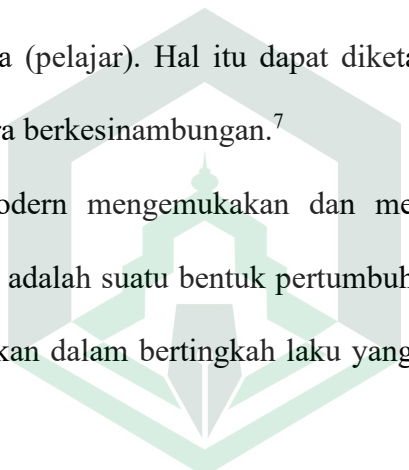 a (pelajar). Hal itu dapat diketa
ra berkesinambungan.⁷
odern mengemukakan dan me
adalah suatu bentuk pertumbuh
kan dalam bertingkah laku yang